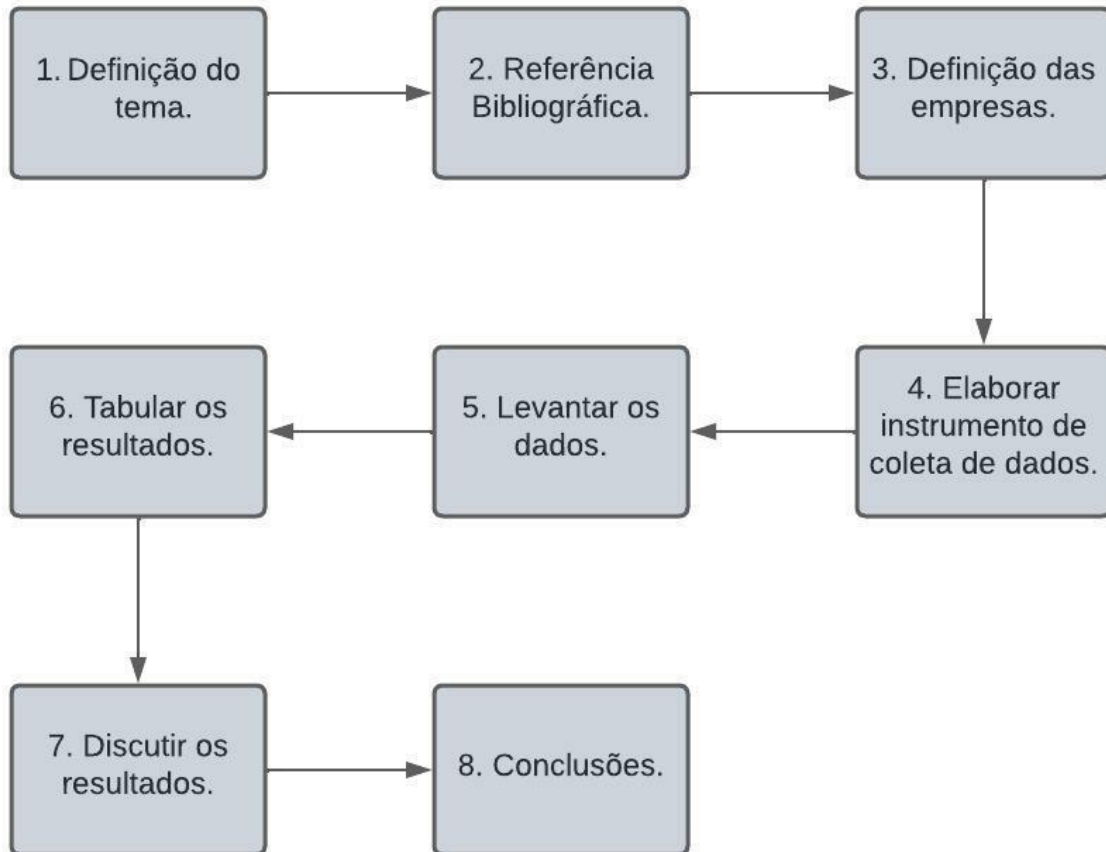 1. Definição do
tema.
2. Referência
Bibliográfica.
3. Definição das
empresas.
4. Elaborar
instrumento de
coleta de dados.
5. Levantar os
dados.
6. Tabular os
resultados.
7. Discutir os
resultados.
8. Conclusões.